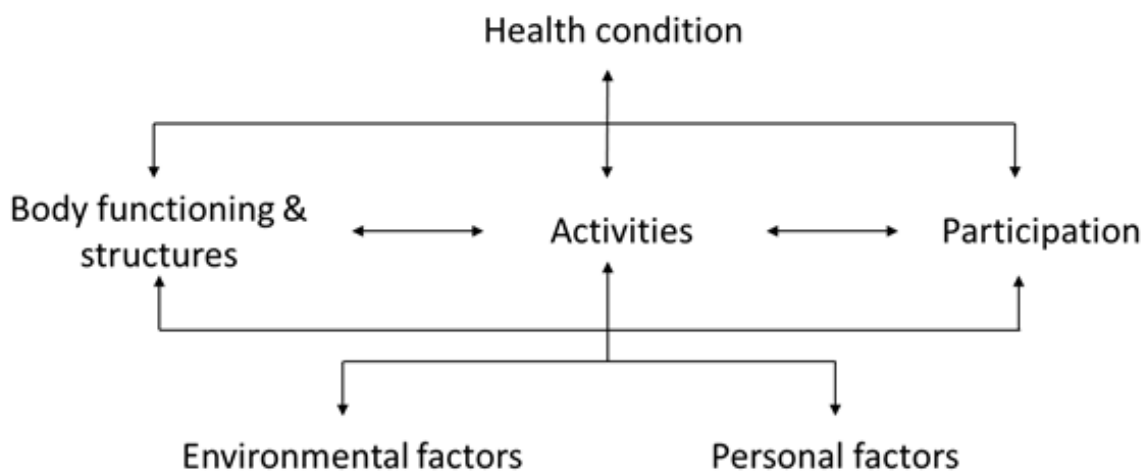 Health condition
Body functioning &
structures
Activities
Participation
Environmental factors
Personal factors